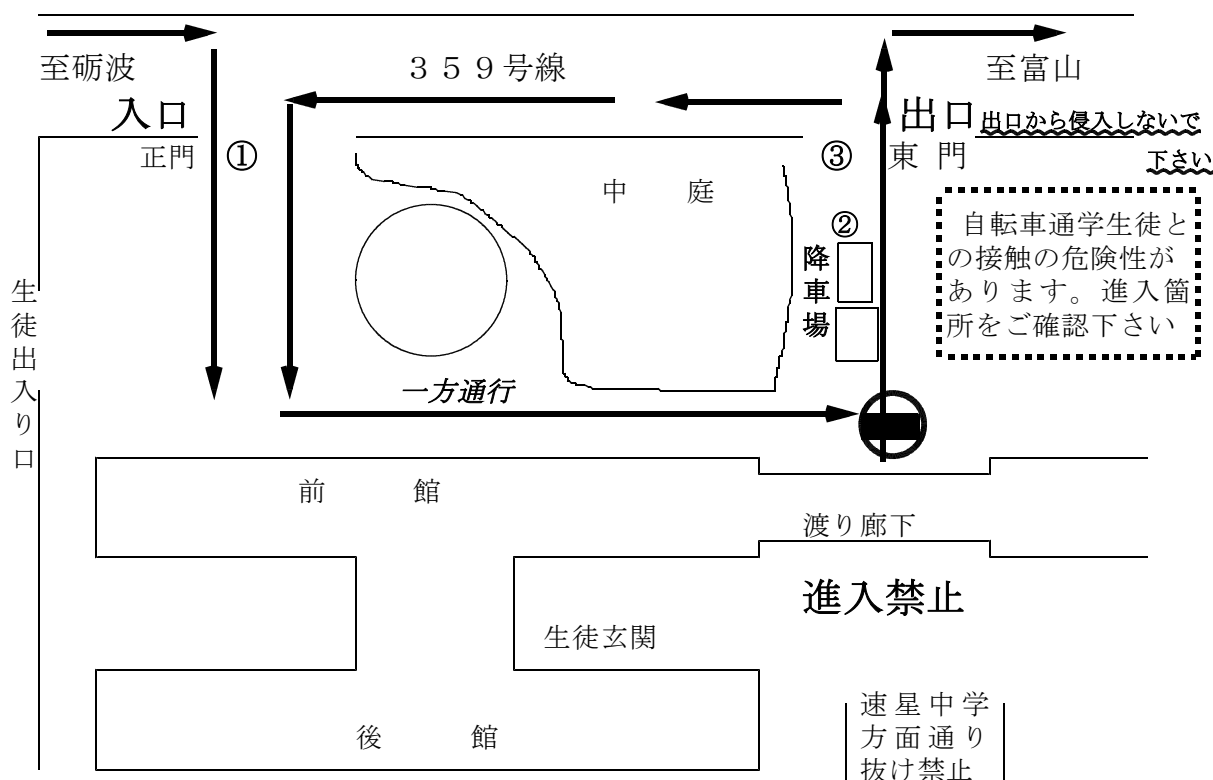 至砺波
３５９号線
至富山
入口
出口
出口から侵入しないで
下さい
正門
①
③
東門
中庭
②
降車場
自転車通学生徒と
の接触の危険性が
あります。進入箇
所をご確認下さい
生徒出入り口
一方通行
前館
渡り廊下
進入禁止
生徒玄関
後館
速星中学
方面通り
抜け禁止